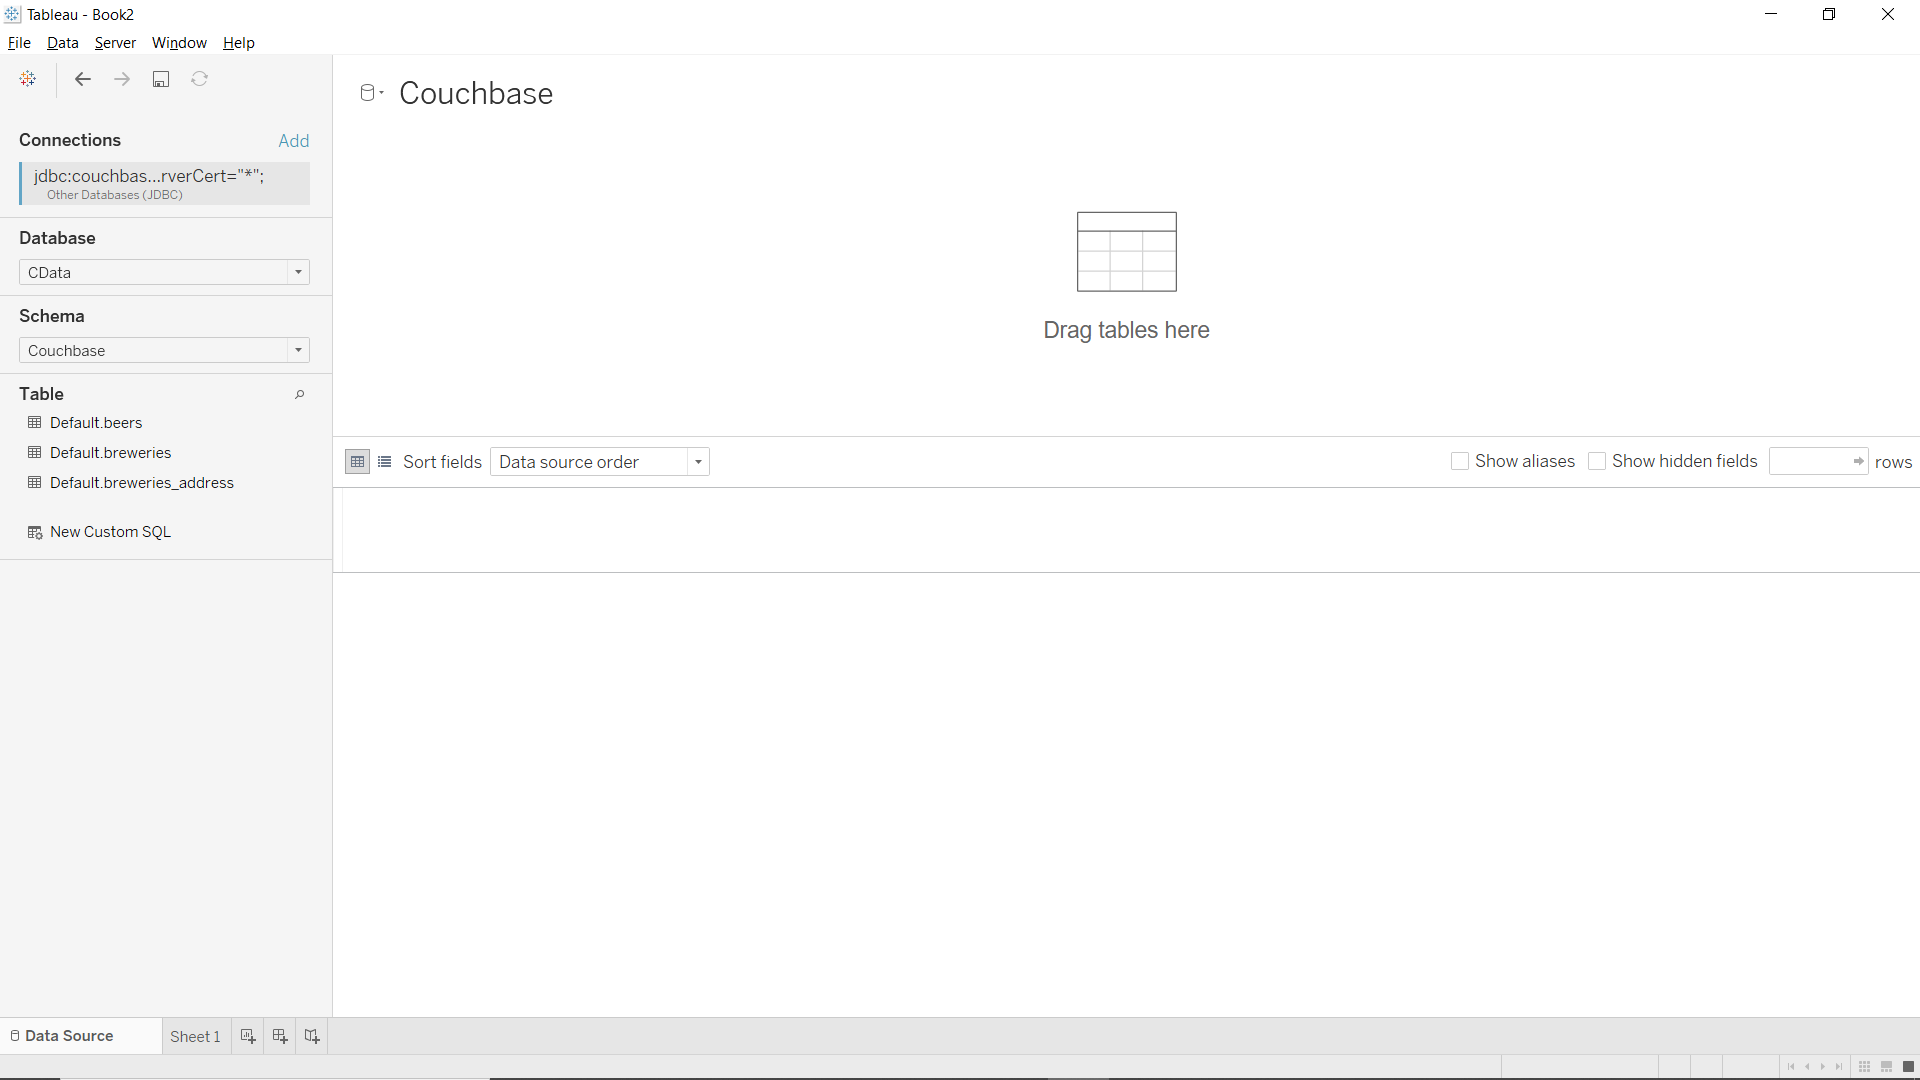 Tableau - Book2
File Data Server Window Help
Connections Add
jdbc:couchbas...rverCert="*";
Other Databases (JDBC)
Database
CData
Schema
Couchbase
Table
Default.beers
Default.breweries
Default.breweries_address
New Custom SQL
Couchbase
Drag tables here
Sort fields Data source order Show aliases Show hidden fields rows
Data Source Sheet 1